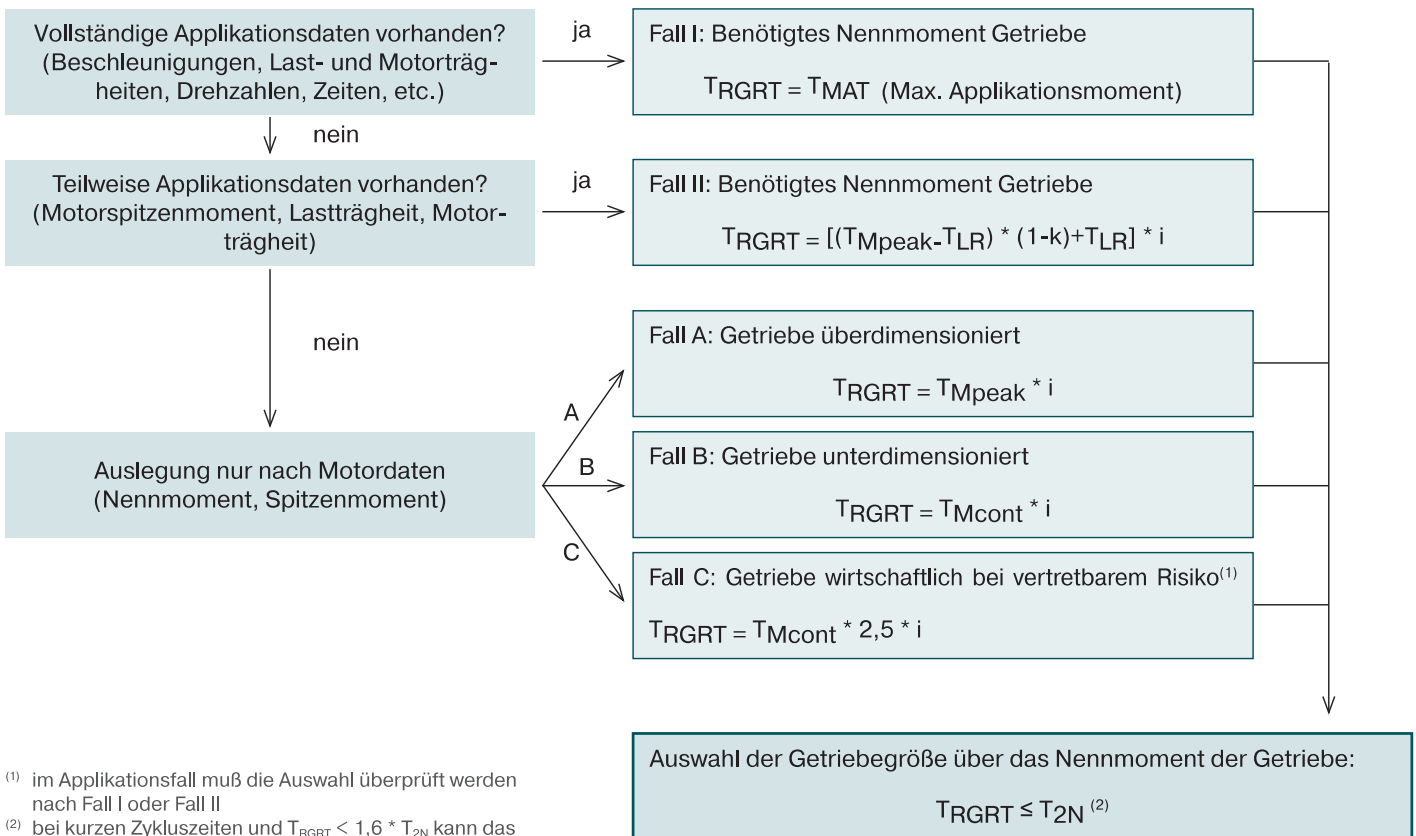 Vollständige Applikationsdaten vorhanden?
(Beschleunigungen, Last- und Motorträg-
heiten, Drehzahlen, Zeiten, etc.)
ja
Fall I: Benötigtes Nennmoment Getriebe
TRGRT = TMAT (Max. Applikationsmoment)
nein
Teilweise Applikationsdaten vorhanden?
(Motorspitzenmoment, Lastträgheit, Motor-
trägheit)
ja
Fall II: Benötigtes Nennmoment Getriebe
TRGRT = [(TMpeak-TLR) * (1-k)+TLR] * i
nein
Auslegung nur nach Motordaten
(Nennmoment, Spitzenmoment)
A
Fall A: Getriebe überdimensioniert
TRGRT = TMpeak * i
B
Fall B: Getriebe unterdimensioniert
TRGRT = TMcont * i
C
Fall C: Getriebe wirtschaftlich bei vertretbarem Risiko(1)
TRGRT = TMcont * 2,5 * i
Auswahl der Getriebegröße über das Nennmoment der Getriebe:
TRGRT ≤ T2N (2)
(1) im Applikationsfall muß die Auswahl überprüft werden
nach Fall I oder Fall II
(2) bei kurzen Zykluszeiten und TRGRT < 1,6 * T2N kann das